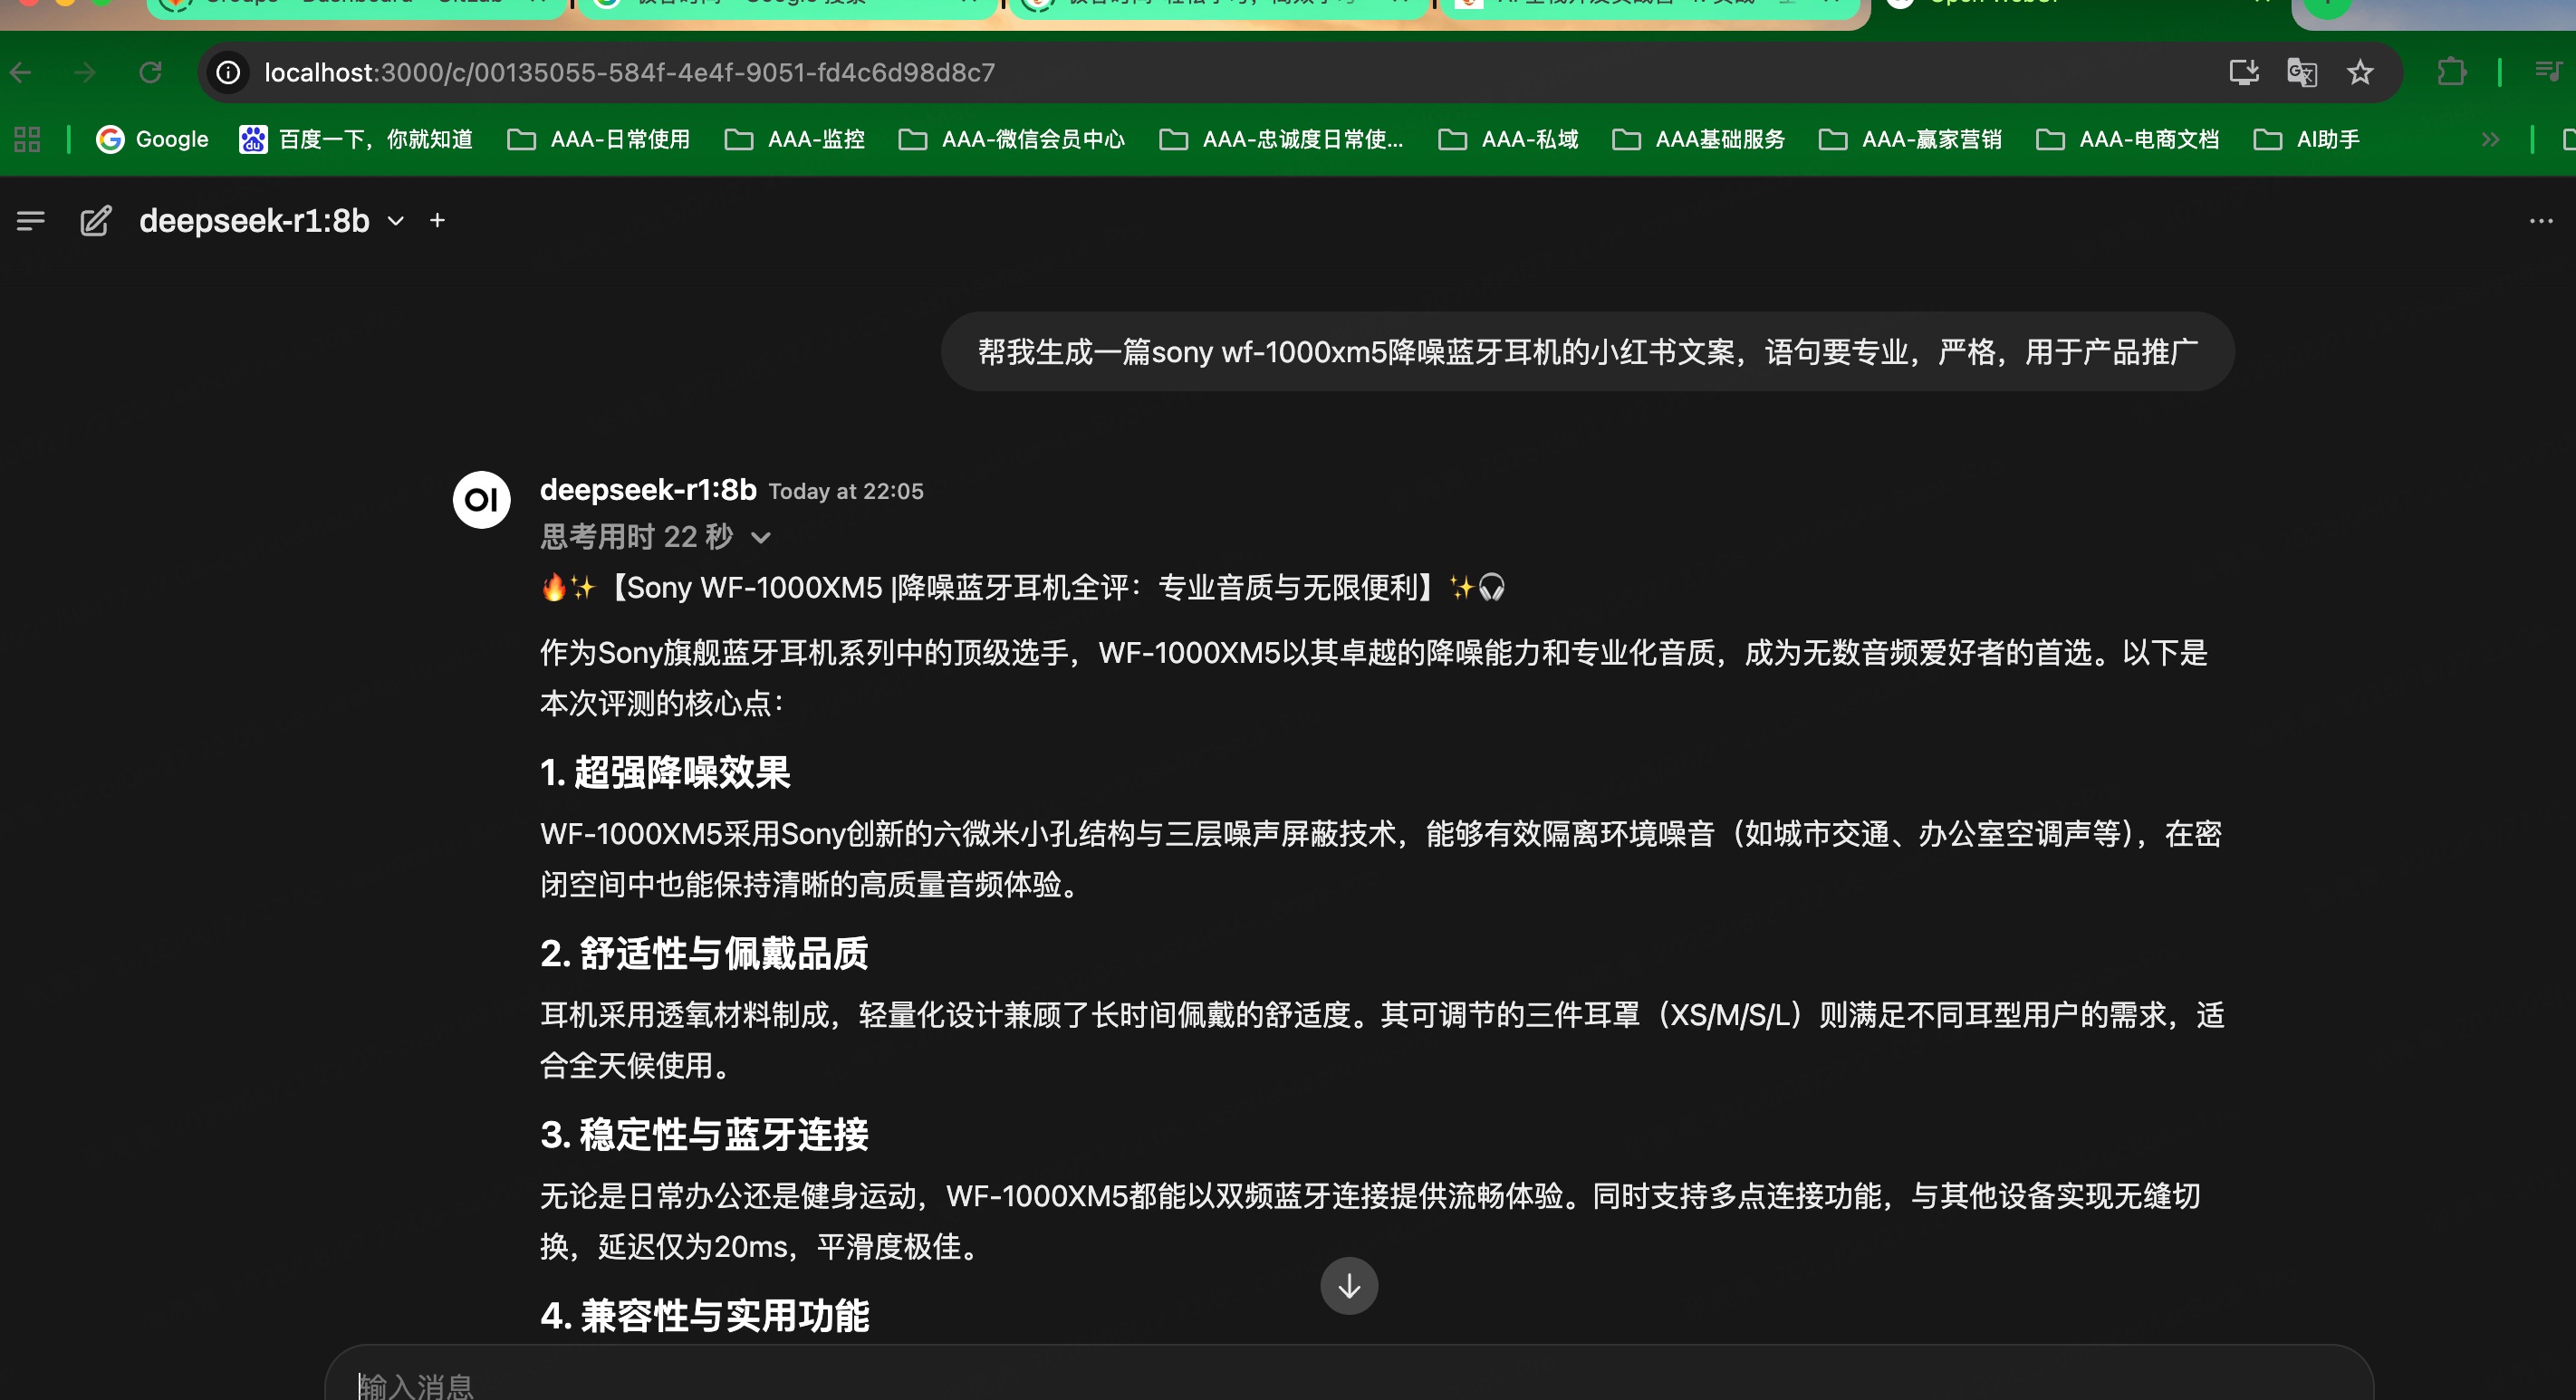 localhost:3000/c/00135055-584f-4e4f-9051-fd4c6d98d8c7
Google 百度一下，你就知道 AAA-日常使用 AAA-监控 AAA-微信会员中心 AAA-忠诚度日常使... AAA-私域 AAA基础服务 AAA-赢家营销 AAA-电商文档 AI助手
deepseek-r1:8b
帮我生成一篇sony wf-1000xm5降噪蓝牙耳机的小红书文案，语句要专业，严格，用于产品推广
OI
deepseek-r1:8b Today at 22:05
思考用时 22 秒
🔥✨【Sony WF-1000XM5 |降噪蓝牙耳机全评：专业音质与无限便利】✨🎧
作为Sony旗舰蓝牙耳机系列中的顶级选手，WF-1000XM5以其卓越的降噪能力和专业化音质，成为无数音频爱好者的首选。以下是
本次评测的核心点：
1. 超强降噪效果
WF-1000XM5采用Sony创新的六微米小孔结构与三层噪声屏蔽技术，能够有效隔离环境噪音（如城市交通、办公室空调声等），在密
闭空间中也能保持清晰的高质量音频体验。
2. 舒适性与佩戴品质
耳机采用透氧材料制成，轻量化设计兼顾了长时间佩戴的舒适度。其可调节的三件耳罩（XS/M/S/L）则满足不同耳型用户的需求，适
合全天候使用。
3. 稳定性与蓝牙连接
无论是日常办公还是健身运动，WF-1000XM5都能以双频蓝牙连接提供流畅体验。同时支持多点连接功能，与其他设备实现无缝切
换，延迟仅为20ms，平滑度极佳。
4. 兼容性与实用功能
输入消息